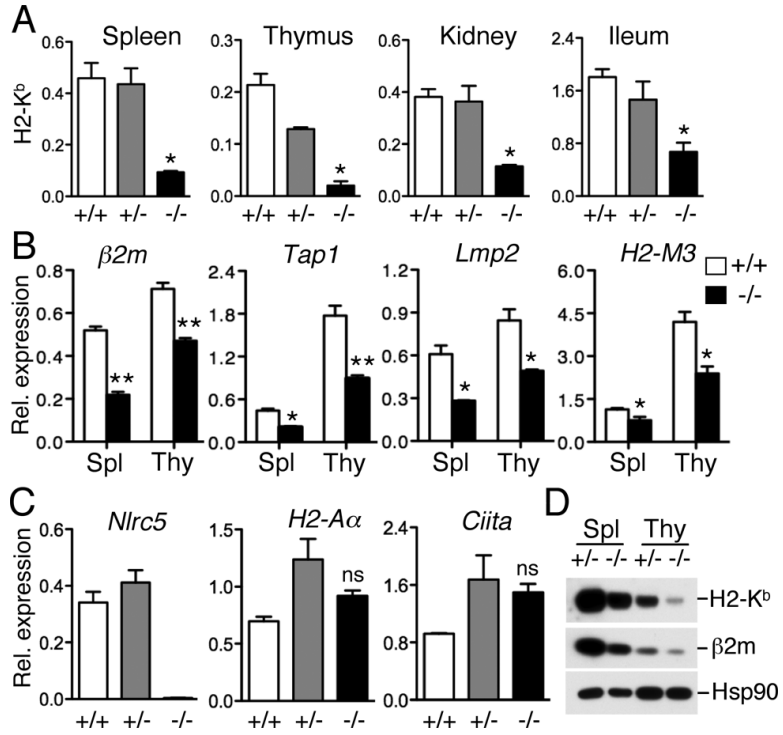 A
Spleen Thymus Kidney Ileum
H2-Kᵇ
0.6 0.4 0.2 0.0
+/+ +/- -/-
*
0.3 0.2 0.1 0.0
+/+ +/- -/-
*
0.6 0.4 0.2 0.0
+/+ +/- -/-
*
2.4 1.6 0.8 0.0
+/+ +/- -/-
*
B
β2m Tap1 Lmp2 H2-M3
+/+
-/-
Rel. expression
0.8 0.6 0.4 0.2 0.0
** **
Spl Thy
2.4 1.8 1.2 0.6 0.0
* **
Spl Thy
1.2 0.9 0.6 0.3 0.0
* *
Spl Thy
6.0 4.5 3.0 1.5 0.0
* *
Spl Thy
C
Nlrc5 H2-Aα Ciita
Rel. expression
0.6 0.4 0.2 0.0
+/+ +/- -/-
1.5 1.0 0.5 0.0
ns
+/+ +/- -/-
2.4 1.6 0.8 0.0
ns
+/+ +/- -/-
D
Spl Thy
+/- -/- +/- -/-
H2-Kᵇ
β2m
Hsp90